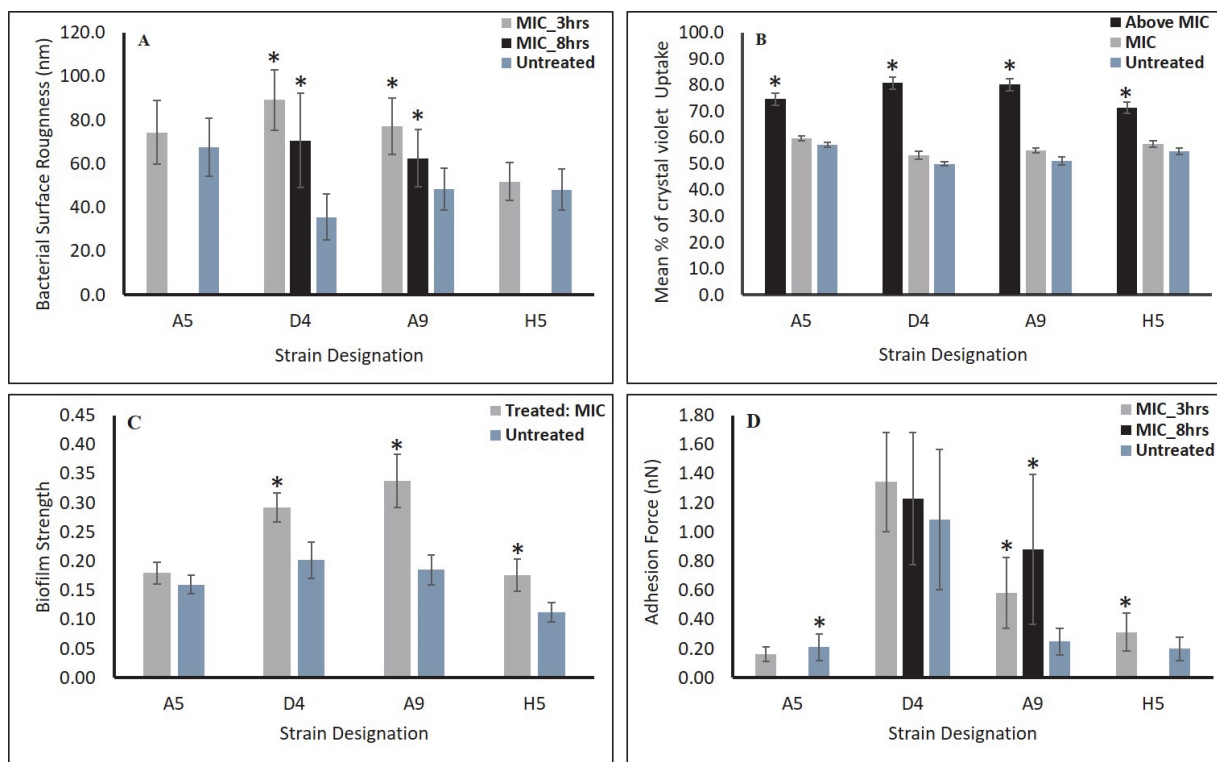 A
MIC_3hrs
MIC_8hrs
Untreated
Bacterial Surface Rougnness (nm)
120.0
100.0
80.0
60.0
40.0
20.0
0.0
* * * *
A5 D4 A9 H5
Strain Designation
B
Above MIC
MIC
Untreated
Mean % of crystal violet Uptake
100.0
90.0
80.0
70.0
60.0
50.0
40.0
30.0
20.0
10.0
0.0
* * * *
A5 D4 A9 H5
Strain Designation
C
Treated: MIC
Untreated
Biofilm Strength
0.45
0.40
0.35
0.30
0.25
0.20
0.15
0.10
0.05
0.00
* * *
A5 D4 A9 H5
Strain Designation
D
MIC_3hrs
MIC_8hrs
Untreated
Adhesion Force (nN)
1.80
1.60
1.40
1.20
1.00
0.80
0.60
0.40
0.20
0.00
* * * *
A5 D4 A9 H5
Strain Designation